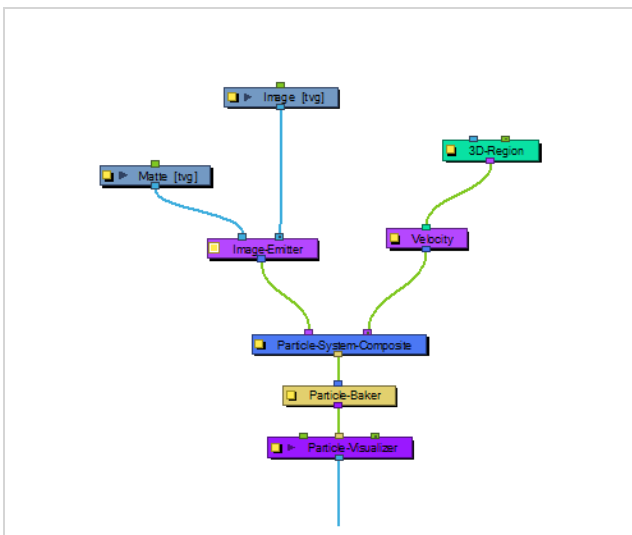 Image [tvg]
3D-Region
Matte [tvg]
Image-Emitter
Velocity
Particle-System-Composite
Particle-Baker
Particle-Visualizer